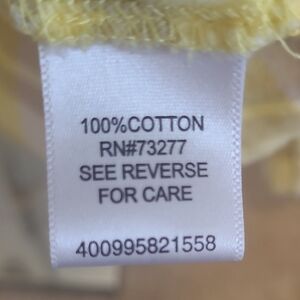 100%COTTON
RN#73277
SEE REVERSE
FOR CARE
400995821558